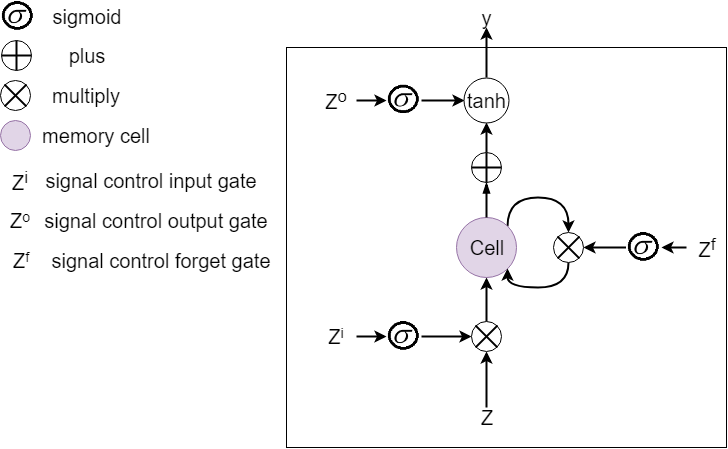 σ sigmoid
plus
multiply
memory cell
Zⁱ signal control input gate
Zᵒ signal control output gate
Zᶠ signal control forget gate
y
Zᵒ σ tanh
Cell σ Zᶠ
Zⁱ σ
Z